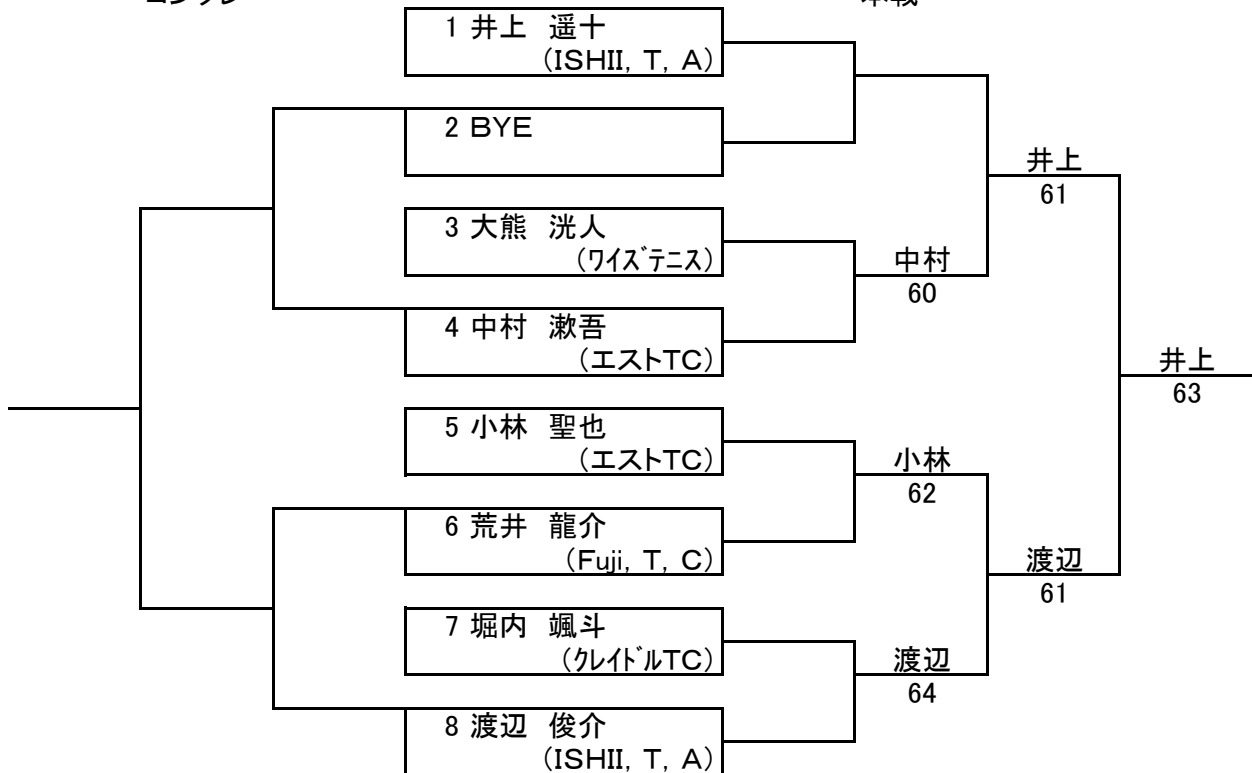 1 井上 遥十
(ISHII, T, A)
2 BYE
井上
61
3 大熊 洸人
(ワイズテニス)
中村
60
4 中村 漱吾
(エストTC)
井上
63
5 小林 聖也
(エストTC)
小林
62
6 荒井 龍介
(Fuji, T, C)
渡辺
61
7 堀内 颯斗
(クレイドルTC)
渡辺
64
8 渡辺 俊介
(ISHII, T, A)